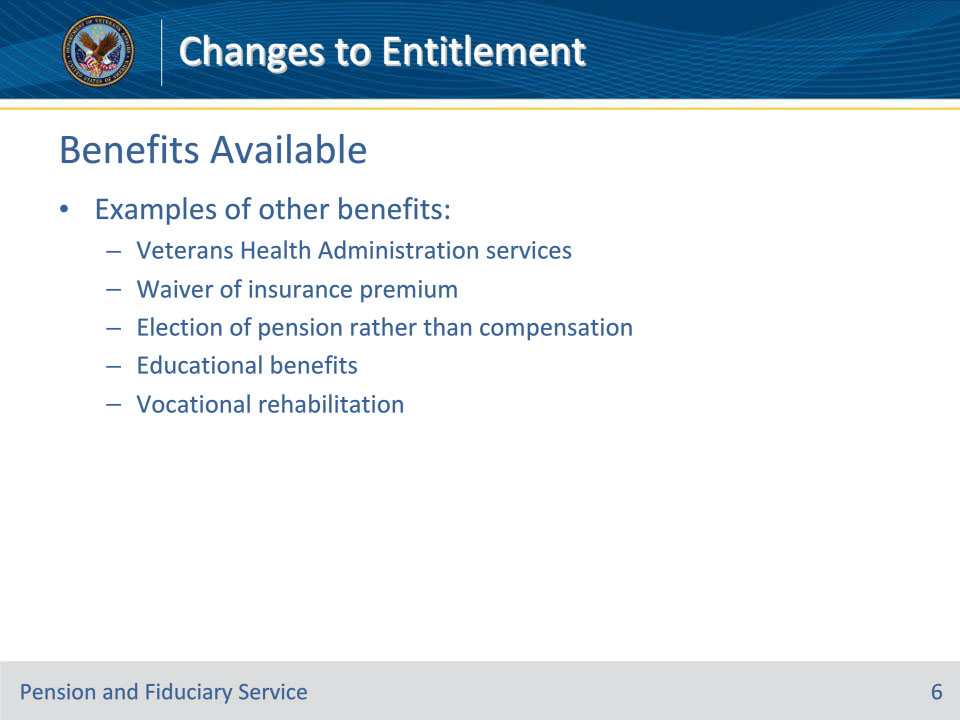 Changes to Entitlement
Benefits Available
• Examples of other benefits:
– Veterans Health Administration services
– Waiver of insurance premium
– Election of pension rather than compensation
– Educational benefits
– Vocational rehabilitation
Pension and Fiduciary Service 6